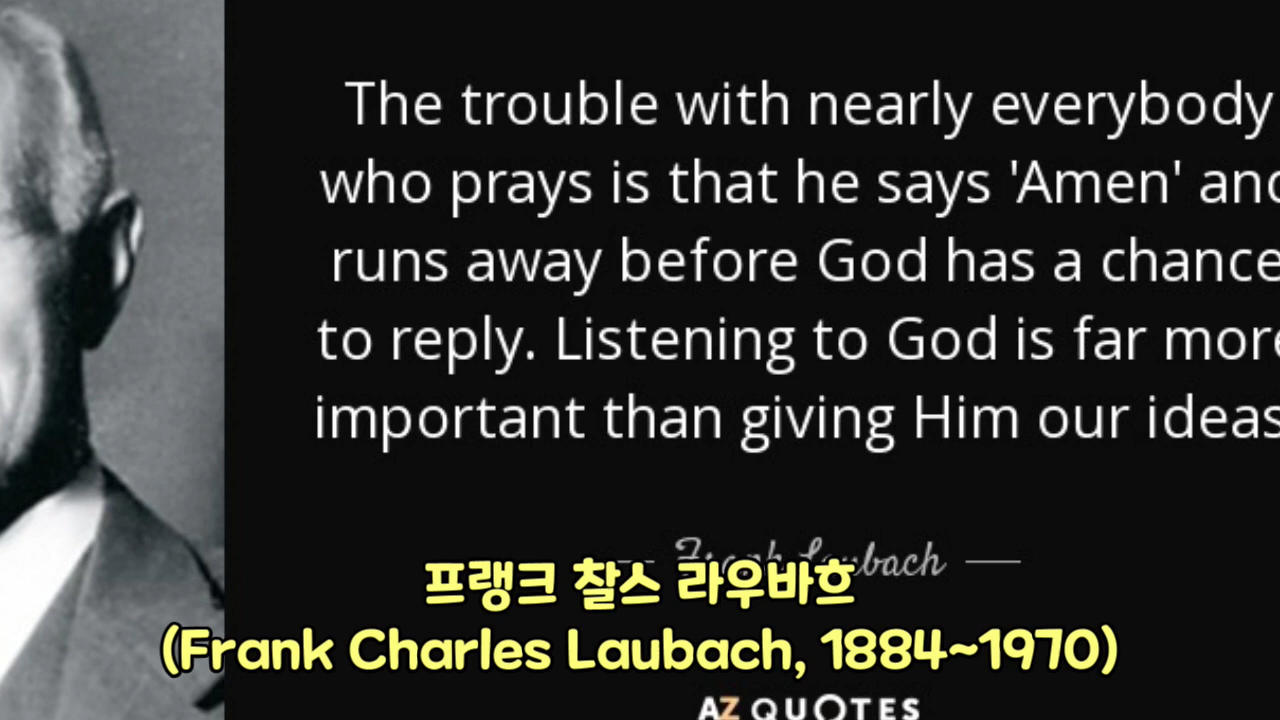 The trouble with nearly everybody
who prays is that he says 'Amen' and
runs away before God has a chance
to reply. Listening to God is far more
important than giving Him our ideas
Frank Laubach
프랭크 찰스 라우바흐
(Frank Charles Laubach, 1884~1970)
AZ QUOTES